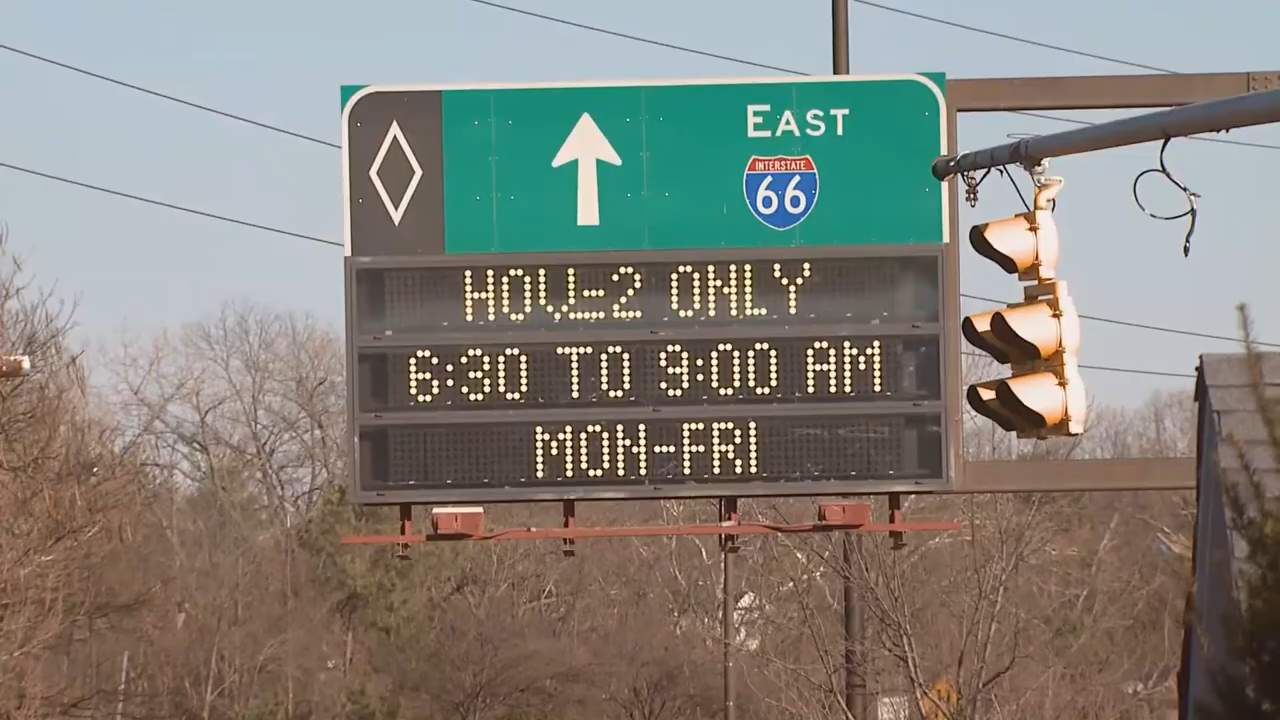 EAST
INTERSTATE
66
HOV-2 ONLY
6:30 TO 9:00 AM
MON-FRI